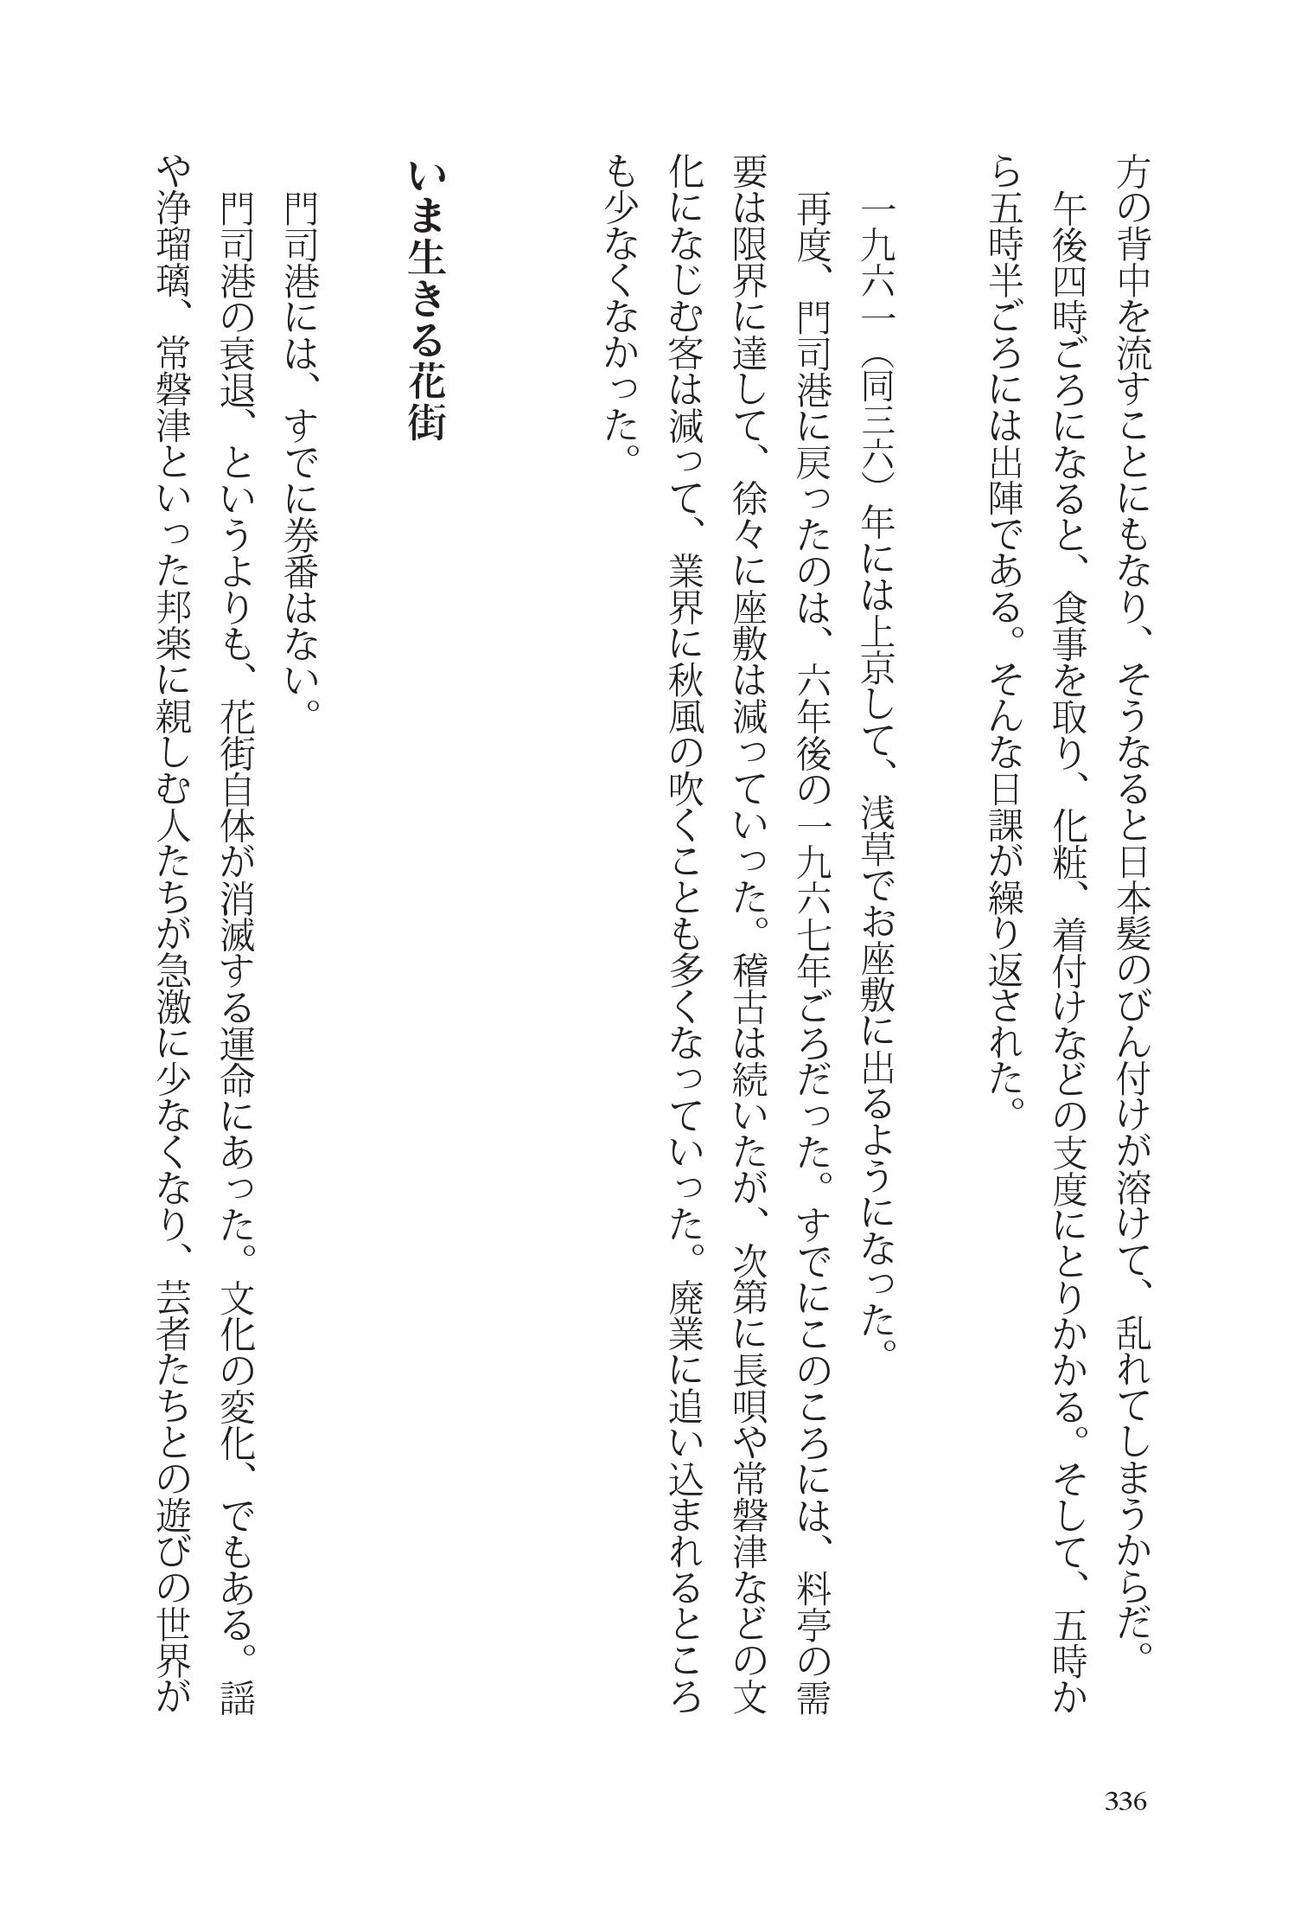 方の背中を流すことにもなり、そうなると日本髪のびん付けが溶けて、乱れてしまうからだ。
　午後四時ごろになると、食事を取り、化粧、着付けなどの支度にとりかかる。そして、五時か
ら五時半ごろには出陣である。そんな日課が繰り返された。
　一九六一（同三六）年には上京して、浅草でお座敷に出るようになった。
　再度、門司港に戻ったのは、六年後の一九六七年ごろだった。すでにこのころには、料亭の需
要は限界に達して、徐々に座敷は減っていった。稽古は続いたが、次第に長唄や常磐津などの文
化になじむ客は減って、業界に秋風の吹くことも多くなっていった。廃業に追い込まれるところ
も少なくなかった。
いま生きる花街
　門司港には、すでに券番はない。
　門司港の衰退、というよりも、花街自体が消滅する運命にあった。文化の変化、でもある。謡
や浄瑠璃、常磐津といった邦楽に親しむ人たちが急激に少なくなり、芸者たちとの遊びの世界が
336